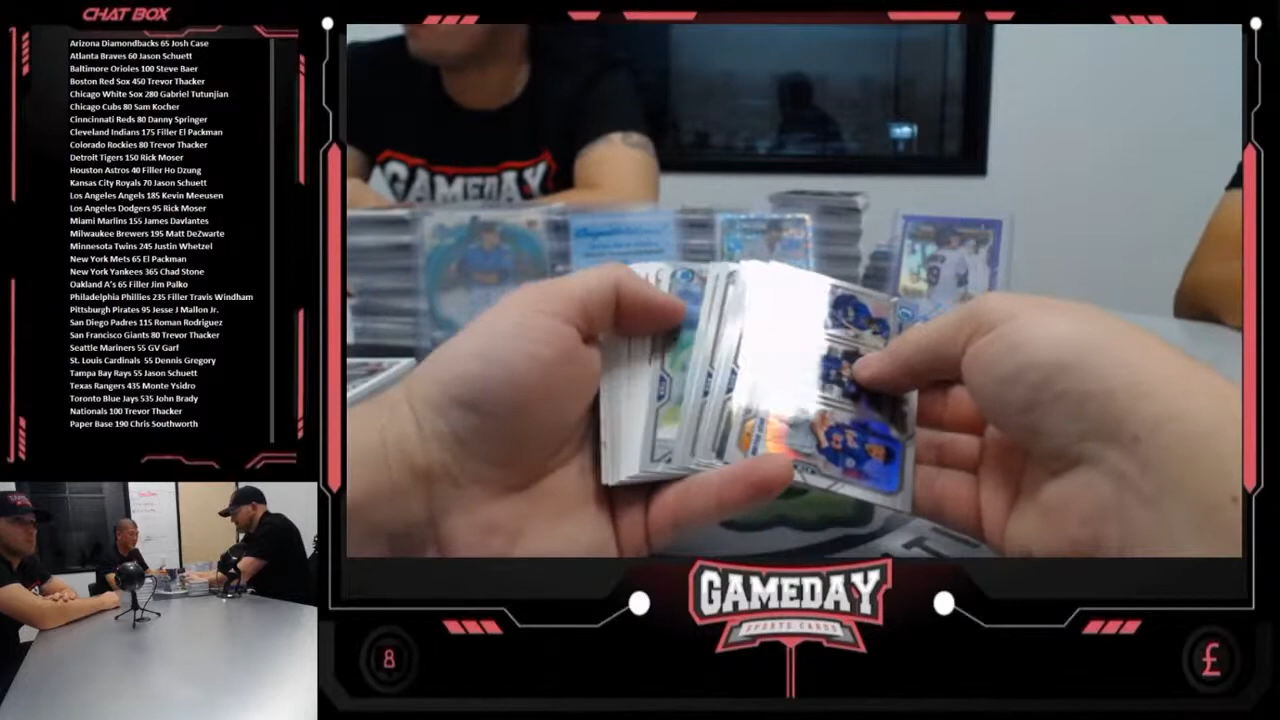 CHAT BOX
Arizona Diamondbacks 65 Josh Case
Atlanta Braves 60 Jason Schuett
Baltimore Orioles 100 Steve Baer
Boston Red Sox 450 Trevor Thacker
Chicago White Sox 280 Gabriel Tutunjian
Chicago Cubs 80 Sam Kocher
Cinncinnati Reds 80 Danny Springer
Cleveland Indians 175 Filler El Packman
Colorado Rockies 80 Trevor Thacker
Detroit Tigers 150 Rick Moser
Houston Astros 40 Filler Ho Dzung
Kansas City Royals 70 Jason Schuett
Los Angeles Angels 185 Kevin Meeusen
Los Angeles Dodgers 95 Rick Moser
Miami Marlins 155 James Davlantes
Milwaukee Brewers 195 Matt DeZwarte
Minnesota Twins 245 Justin Whetzel
New York Mets 65 El Packman
New York Yankees 365 Chad Stone
Oakland A's 65 Filler Jim Palko
Philadelphia Phillies 235 Filler Travis Windham
Pittsburgh Pirates 95 Jesse J Mallon Jr.
San Diego Padres 115 Roman Rodriguez
San Francisco Giants 80 Trevor Thacker
Seattle Mariners 55 GV Garf
St. Louis Cardinals 55 Dennis Gregory
Tampa Bay Rays 55 Jason Schuett
Texas Rangers 435 Monte Ysidro
Toronto Blue Jays 535 John Brady
Nationals 100 Trevor Thacker
Paper Base 190 Chris Southworth
GAMEDAY
Congratulations
GAMEDAY
SPORTS CARDS
8
£